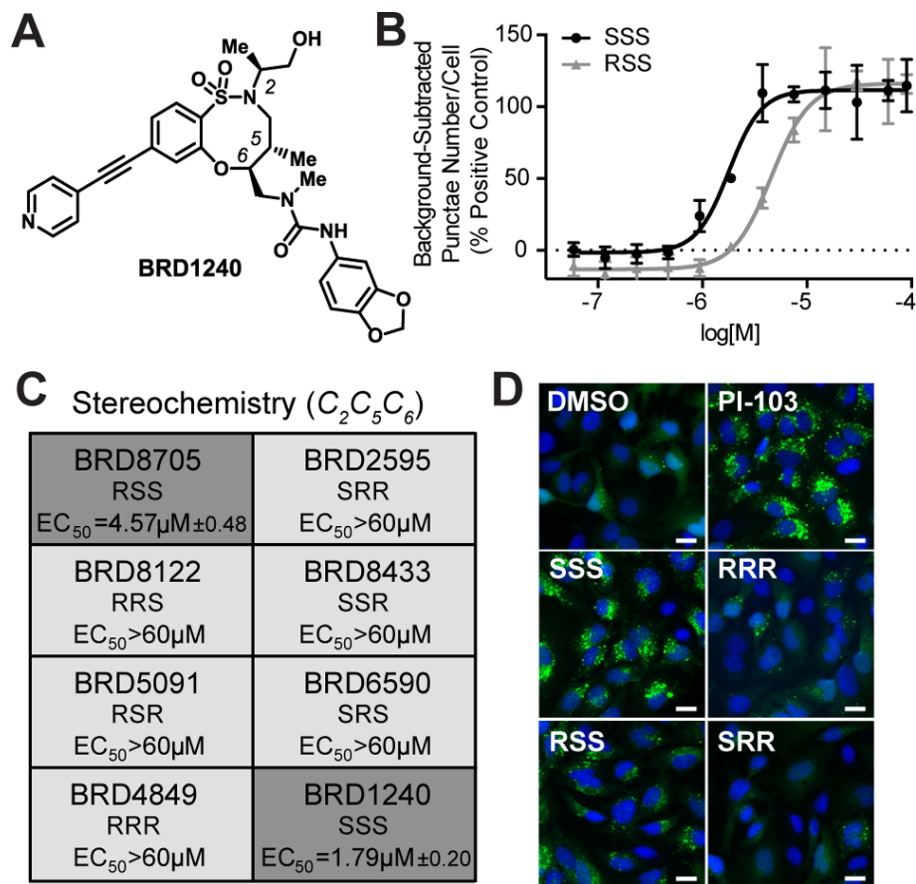 A
Me
OH
O
O
S
N
2
5
Me
6
O
N
N
Me
O
NH
O
O
BRD1240
B
SSS
RSS
Background-Subtracted
Punctae Number/Cell
(% Positive Control)
150
100
50
0
-7
-6
-5
-4
log[M]
C
Stereochemistry (C₂C₅C₆)
BRD8705
RSS
EC₅₀=4.57µM±0.48
BRD2595
SRR
EC₅₀>60µM
BRD8122
RRS
EC₅₀>60µM
BRD8433
SSR
EC₅₀>60µM
BRD5091
RSR
EC₅₀>60µM
BRD6590
SRS
EC₅₀>60µM
BRD4849
RRR
EC₅₀>60µM
BRD1240
SSS
EC₅₀=1.79µM±0.20
D
DMSO
PI-103
SSS
RRR
RSS
SRR